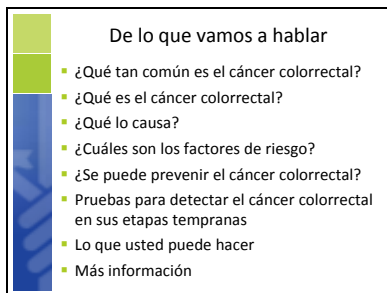 De lo que vamos a hablar
▪ ¿Qué tan común es el cáncer colorrectal?
▪ ¿Qué es el cáncer colorrectal?
▪ ¿Qué lo causa?
▪ ¿Cuáles son los factores de riesgo?
▪ ¿Se puede prevenir el cáncer colorrectal?
▪ Pruebas para detectar el cáncer colorrectal
en sus etapas tempranas
▪ Lo que usted puede hacer
▪ Más información